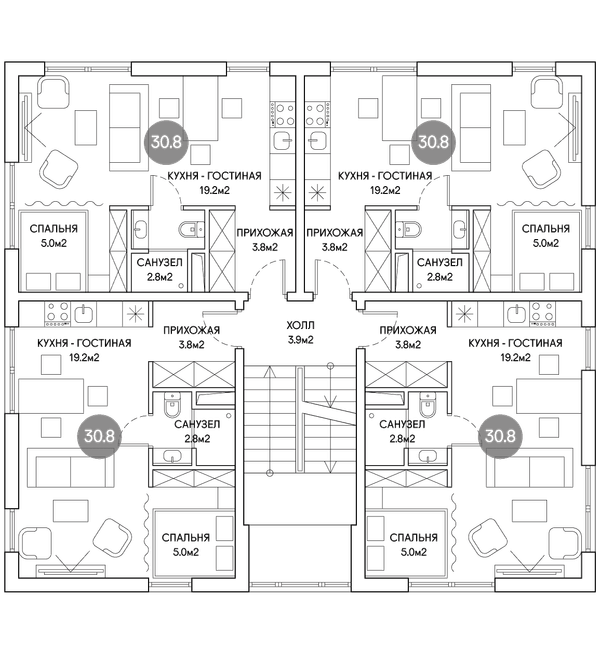 30.8
КУХНЯ - ГОСТИНАЯ
19.2м2
СПАЛЬНЯ
5.0м2
ПРИХОЖАЯ
3.8м2
САНУЗЕЛ
2.8м2
30.8
КУХНЯ - ГОСТИНАЯ
19.2м2
ПРИХОЖАЯ
3.8м2
СПАЛЬНЯ
5.0м2
САНУЗЕЛ
2.8м2
ХОЛЛ
3.9м2
КУХНЯ - ГОСТИНАЯ
19.2м2
ПРИХОЖАЯ
3.8м2
30.8
САНУЗЕЛ
2.8м2
СПАЛЬНЯ
5.0м2
ПРИХОЖАЯ
3.8м2
КУХНЯ - ГОСТИНАЯ
19.2м2
САНУЗЕЛ
2.8м2
30.8
СПАЛЬНЯ
5.0м2